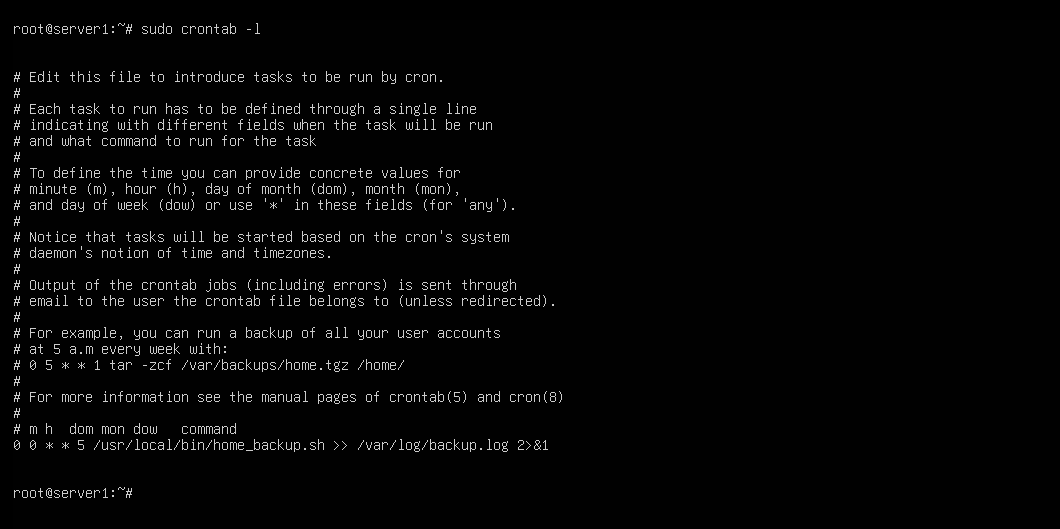 root@server1:~# sudo crontab -l
# Edit this file to introduce tasks to be run by cron.
#
# Each task to run has to be defined through a single line
# indicating with different fields when the task will be run
# and what command to run for the task
#
# To define the time you can provide concrete values for
# minute (m), hour (h), day of month (dom), month (mon),
# and day of week (dow) or use '*' in these fields (for 'any').
#
# Notice that tasks will be started based on the cron's system
# daemon's notion of time and timezones.
#
# Output of the crontab jobs (including errors) is sent through
# email to the user the crontab file belongs to (unless redirected).
#
# For example, you can run a backup of all your user accounts
# at 5 a.m every week with:
# 0 5 * * 1 tar -zcf /var/backups/home.tgz /home/
#
# For more information see the manual pages of crontab(5) and cron(8)
#
# m h  dom mon dow   command
0 0 * * 5 /usr/local/bin/home_backup.sh >> /var/log/backup.log 2>&1
root@server1:~#